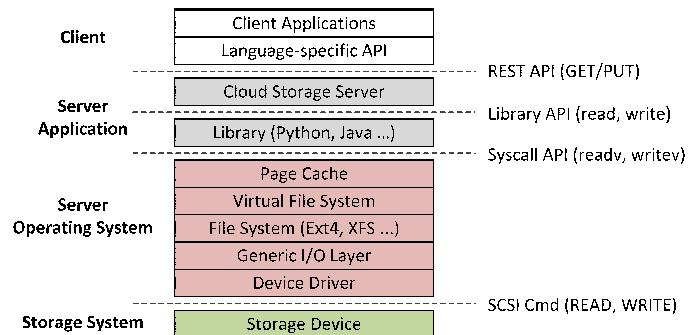 Client
Client Applications
Language-specific API
REST API (GET/PUT)
Server
Application
Cloud Storage Server
Library API (read, write)
Library (Python, Java ...)
Syscall API (readv, writev)
Server
Operating System
Page Cache
Virtual File System
File System (Ext4, XFS ...)
Generic I/O Layer
Device Driver
SCSI Cmd (READ, WRITE)
Storage System
Storage Device